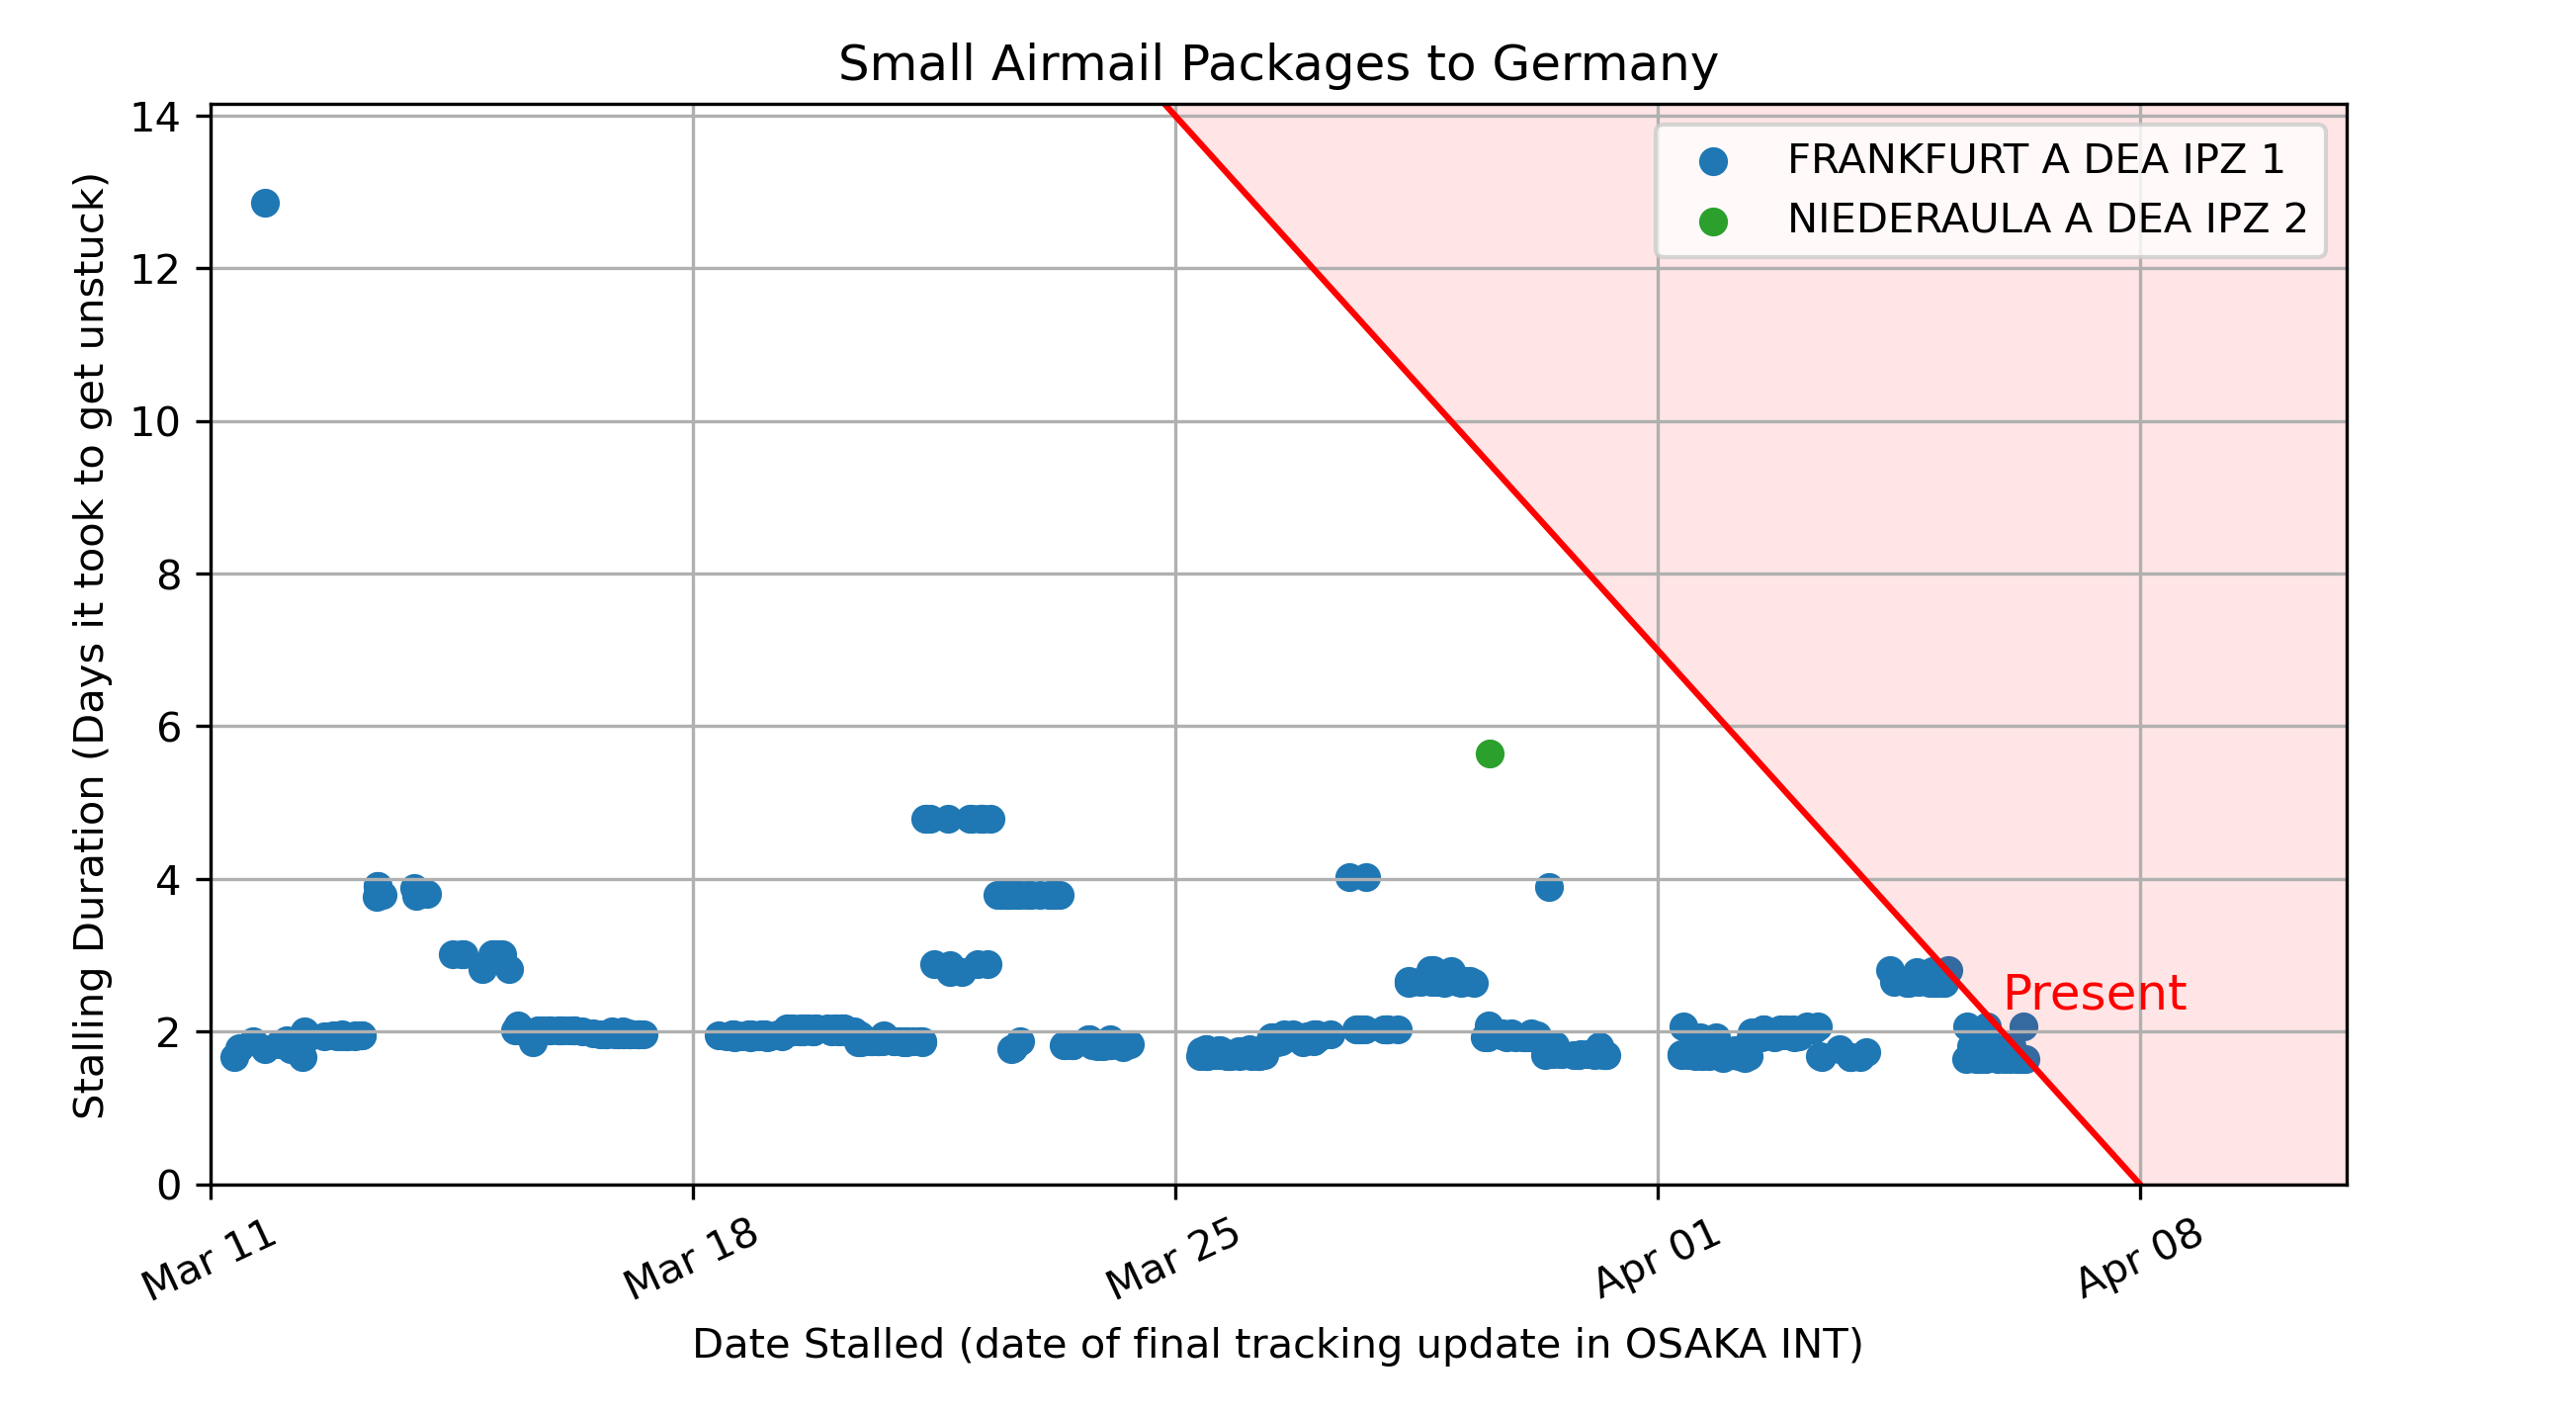 Small Airmail Packages to Germany
FRANKFURT A DEA IPZ 1
NIEDERAULA A DEA IPZ 2
Stalling Duration (Days it took to get unstuck)
14
12
10
8
6
4
2
0
Present
Mar 11
Mar 18
Mar 25
Apr 01
Apr 08
Date Stalled (date of final tracking update in OSAKA INT)